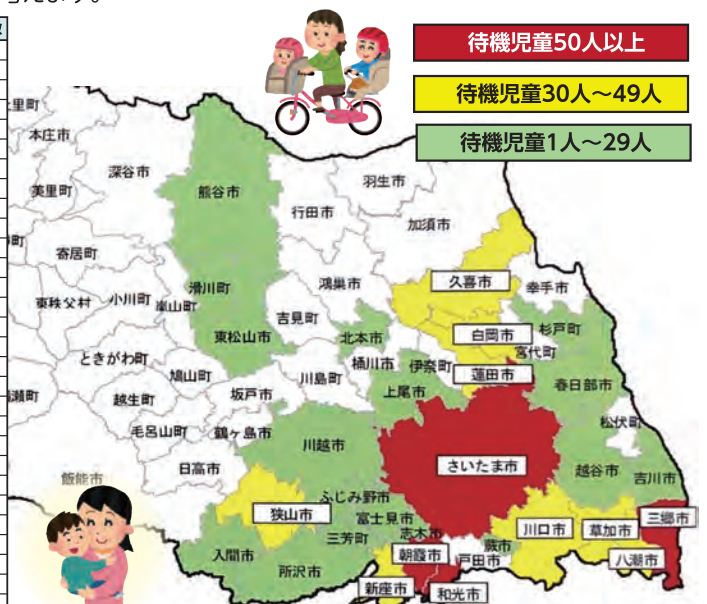 待機児童50人以上
待機児童30人～49人
待機児童1人～29人
里町
本庄市
深谷市
羽生市
美里町
熊谷市
行田市
加須市
町
寄居町
久喜市
幸手市
滑川町
鴻巣市
東秩父村
小川町
嵐山町
吉見町
白岡市
杉戸町
東松山市
北本市
宮代町
ときがわ町
桶川市
伊奈町
蓮田市
鳩山町
川島町
春日部市
瀬町
越生町
坂戸市
上尾市
松伏町
毛呂山町
鶴ヶ島市
川越市
さいたま市
日高市
越谷市
吉川市
飯能市
ふじみ野市
狭山市
富士見市
三郷市
三芳町
志木市
川口市
草加市
入間市
朝霞市
蕨市
戸田市
八潮市
所沢市
新座市
和光市